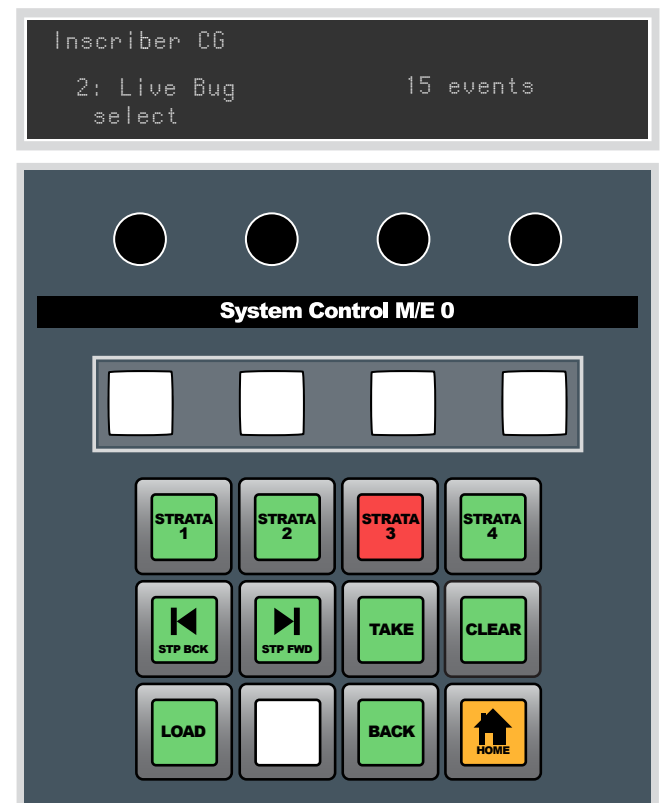 Inscriber CG
2: Live Bug 15 events
select
System Control M/E 0
STRATA 1 STRATA 2 STRATA 3 STRATA 4
STP BCK STP FWD TAKE CLEAR
LOAD BACK HOME